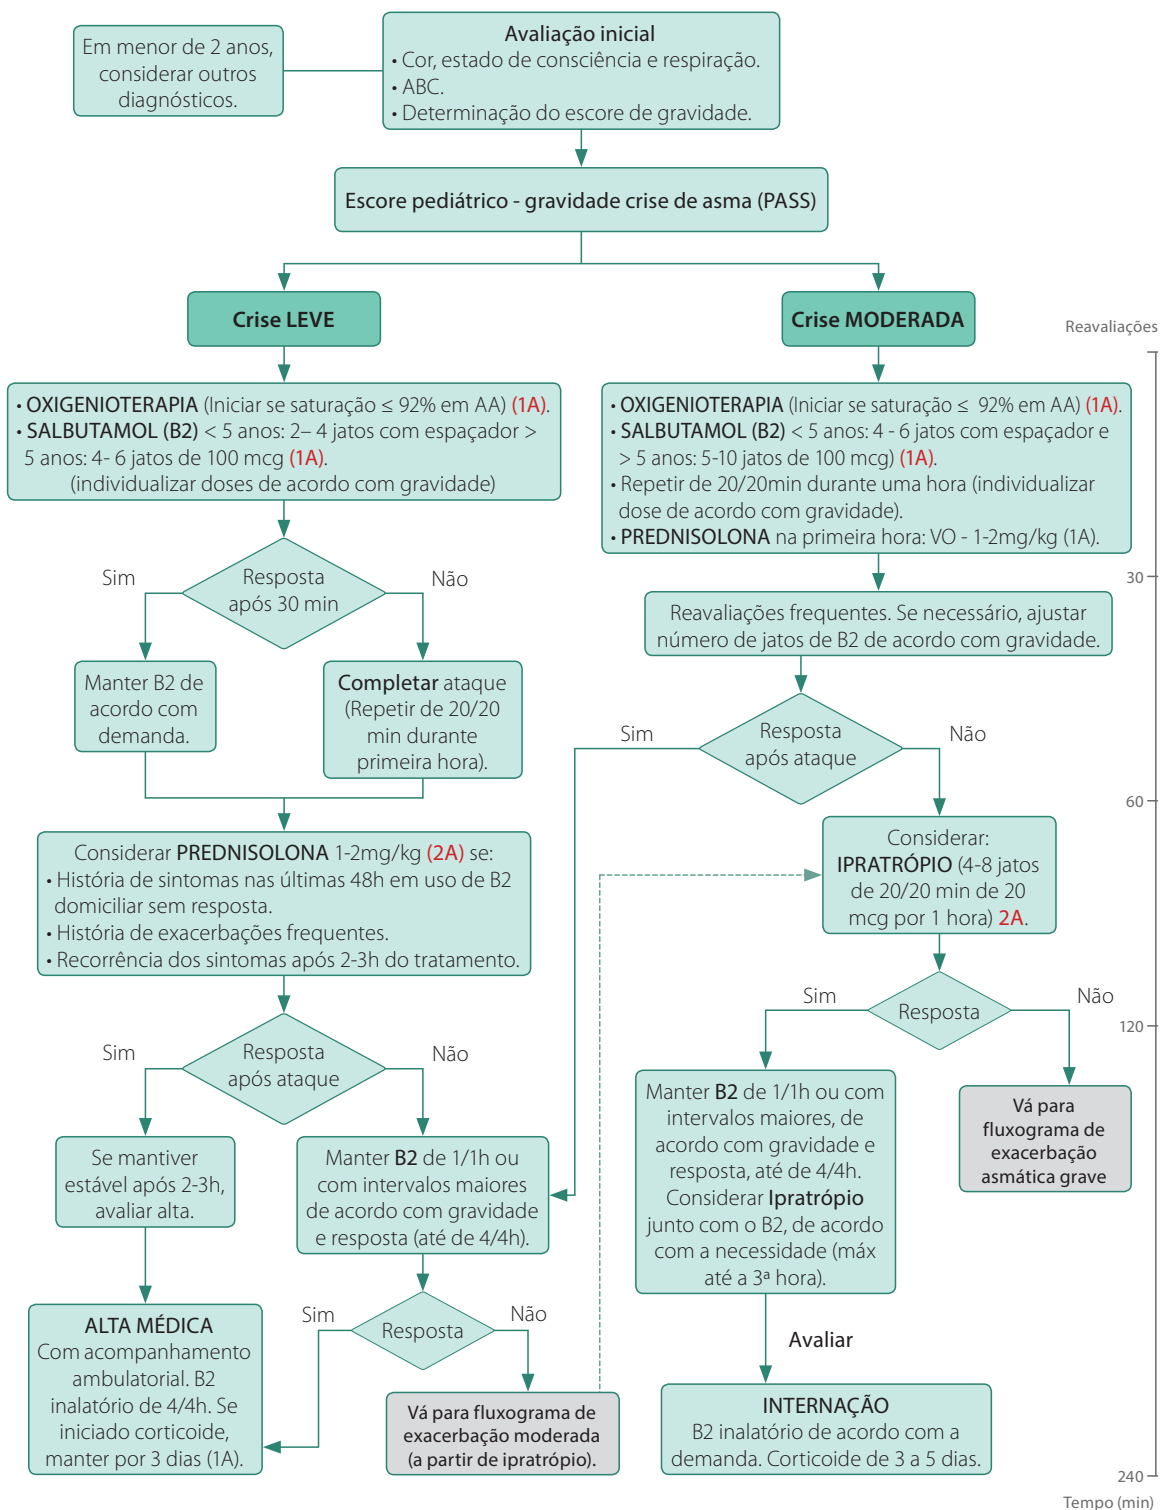 Em menor de 2 anos,
considerar outros
diagnósticos.
Avaliação inicial
• Cor, estado de consciência e respiração.
• ABC.
• Determinação do escore de gravidade.
Escore pediátrico - gravidade crise de asma (PASS)
Crise LEVE
Crise MODERADA
Reavaliações
• OXIGENIOTERAPIA (Iniciar se saturação ≤ 92% em AA) (1A).
• SALBUTAMOL (B2) < 5 anos: 2– 4 jatos com espaçador >
5 anos: 4- 6 jatos de 100 mcg (1A).
(individualizar doses de acordo com gravidade)
• OXIGENIOTERAPIA (Iniciar se saturação ≤ 92% em AA) (1A).
• SALBUTAMOL (B2) < 5 anos: 4 - 6 jatos com espaçador e
> 5 anos: 5-10 jatos de 100 mcg) (1A).
• Repetir de 20/20min durante uma hora (individualizar
dose de acordo com gravidade).
• PREDNISOLONA na primeira hora: VO - 1-2mg/kg (1A).
Sim
Resposta
após 30 min
Não
30
Reavaliações frequentes. Se necessário, ajustar
número de jatos de B2 de acordo com gravidade.
Manter B2 de
acordo com
demanda.
Completar ataque
(Repetir de 20/20
min durante
primeira hora).
Sim
Resposta
após ataque
Não
60
Considerar PREDNISOLONA 1-2mg/kg (2A) se:
• História de sintomas nas últimas 48h em uso de B2
domiciliar sem resposta.
• História de exacerbações frequentes.
• Recorrência dos sintomas após 2-3h do tratamento.
Considerar:
IPRATRÓPIO (4-8 jatos
de 20/20 min de 20
mcg por 1 hora) 2A.
Sim
Resposta
Não
120
Sim
Resposta
após ataque
Não
Manter B2 de 1/1h ou com
intervalos maiores, de
acordo com gravidade e
resposta, até de 4/4h.
Considerar Ipratrópio
junto com o B2, de acordo
com a necessidade (máx
até a 3ª hora).
Vá para
fluxograma de
exacerbação
asmática grave
Se mantiver
estável após 2-3h,
avaliar alta.
Manter B2 de 1/1h ou
com intervalos maiores
de acordo com gravidade
e resposta (até de 4/4h).
Sim
Resposta
Não
Avaliar
ALTA MÉDICA
Com acompanhamento
ambulatorial. B2
inalatório de 4/4h. Se
iniciado corticoide,
manter por 3 dias (1A).
Vá para fluxograma de
exacerbação moderada
(a partir de ipratrópio).
INTERNAÇÃO
B2 inalatório de acordo com a
demanda. Corticoide de 3 a 5 dias.
240
Tempo (min)